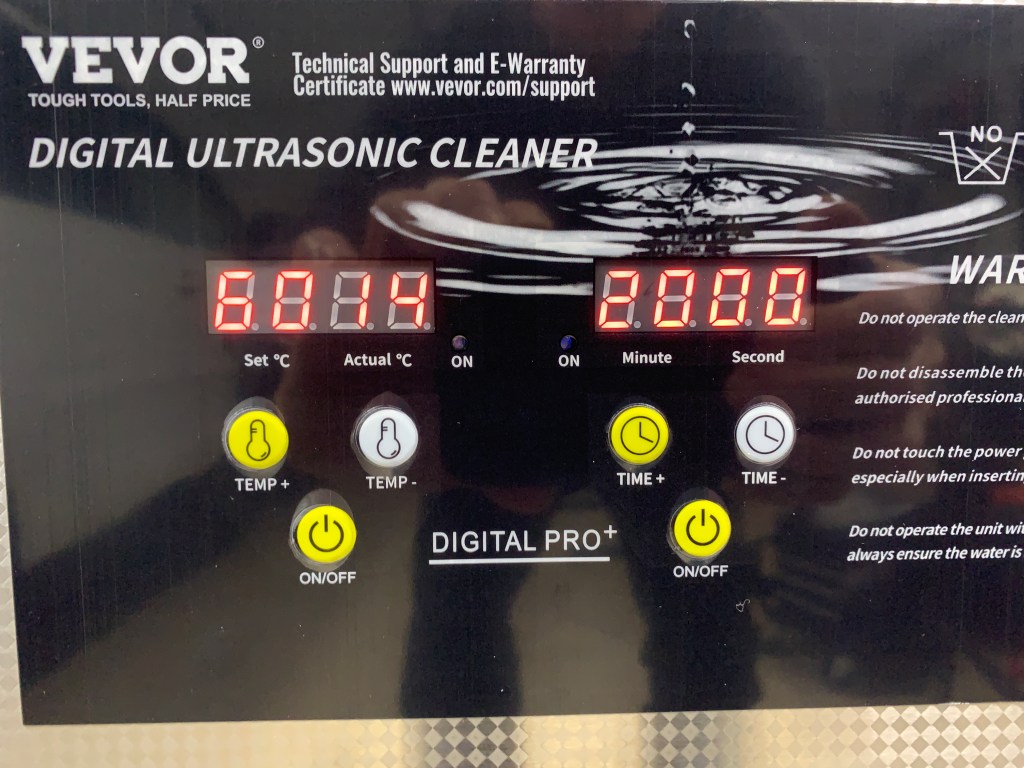 VEVOR®
TOUGH TOOLS, HALF PRICE
Technical Support and E-Warranty
Certificate www.vevor.com/support
DIGITAL ULTRASONIC CLEANER
NO
6014
2000
Set °C
Actual °C
ON
ON
Minute
Second
TEMP +
TEMP -
TIME +
TIME -
ON/OFF
DIGITAL PRO+
ON/OFF
WAR
Do not operate the clean
Do not disassemble th
authorised professiona
Do not touch the power
especially when insertin
Do not operate the unit wi
always ensure the water is